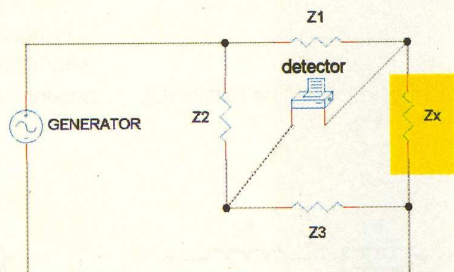 Z1
detector
GENERATOR
Z2
Zx
Z3